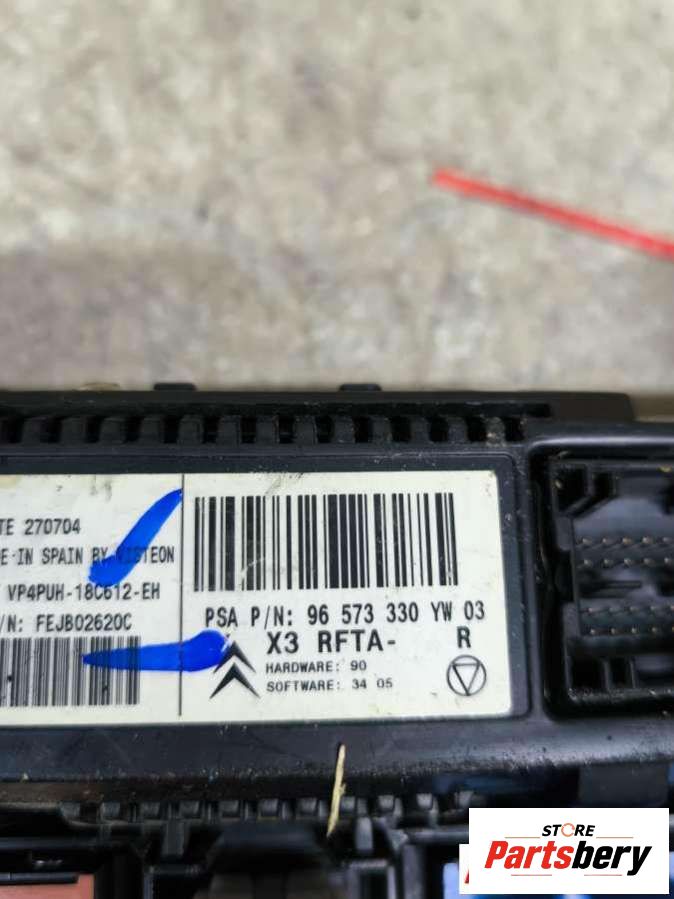 TE 270704
E-IN SPAIN BY VISTEON
VP4PUH-18C612-EH
/N: FEJB02620C
PSA P/N: 96 573 330 YW 03
X3 RFTA- R
HARDWARE: 90
SOFTWARE: 34 05
STORE
Partsbery